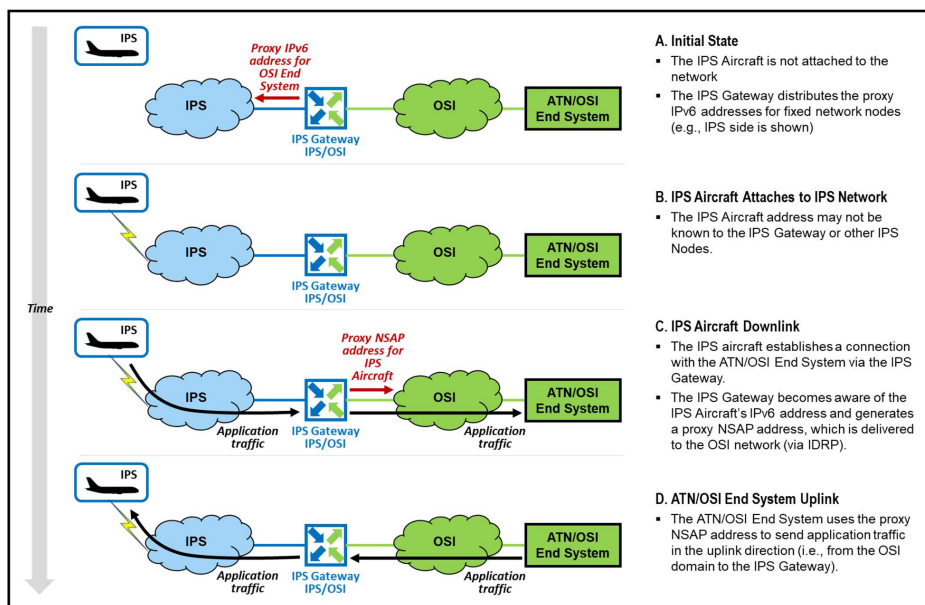 IPS
Proxy IPv6
address for
OSI End
System
IPS
OSI
ATN/OSI
End System
IPS Gateway
IPS/OSI
A. Initial State
▪ The IPS Aircraft is not attached to the
network
▪ The IPS Gateway distributes the proxy
IPv6 addresses for fixed network nodes
(e.g., IPS side is shown)
IPS
IPS
OSI
ATN/OSI
End System
IPS Gateway
IPS/OSI
B. IPS Aircraft Attaches to IPS Network
▪ The IPS Aircraft address may not be
known to the IPS Gateway or other IPS
Nodes.
Time
IPS
Proxy NSAP
address for
IPS
Aircraft
IPS
OSI
ATN/OSI
End System
Application
traffic
IPS Gateway
IPS/OSI
Application
traffic
C. IPS Aircraft Downlink
▪ The IPS aircraft establishes a connection
with the ATN/OSI End System via the IPS
Gateway.
▪ The IPS Gateway becomes aware of the
IPS Aircraft's IPv6 address and generates
a proxy NSAP address, which is delivered
to the OSI network (via IDRP).
IPS
IPS
OSI
ATN/OSI
End System
Application
traffic
IPS Gateway
IPS/OSI
Application
traffic
D. ATN/OSI End System Uplink
▪ The ATN/OSI End System uses the proxy
NSAP address to send application traffic
in the uplink direction (i.e., from the OSI
domain to the IPS Gateway).